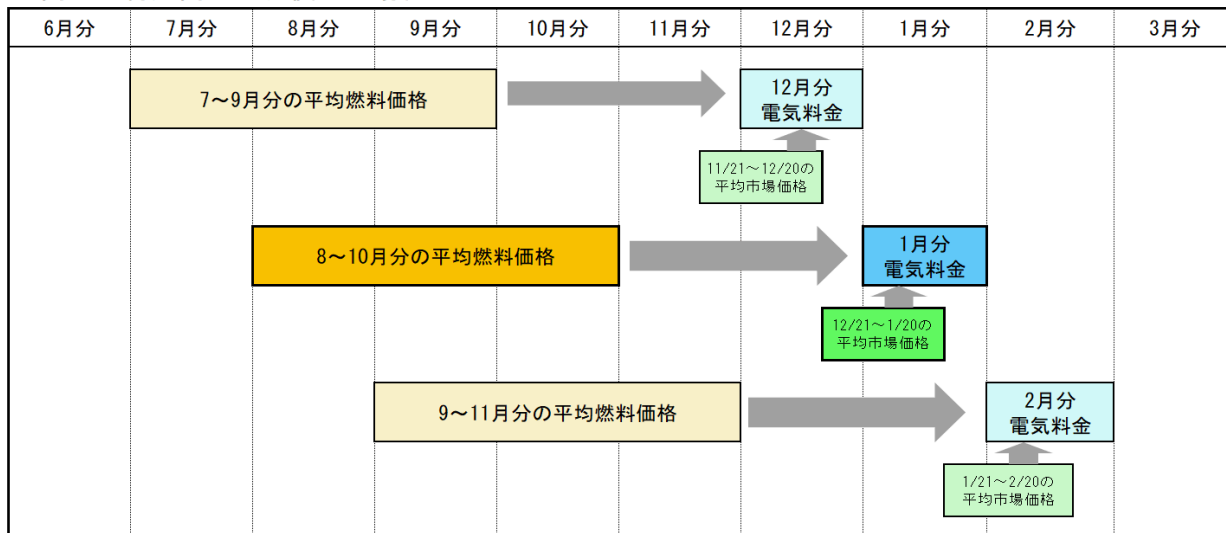 6月分 7月分 8月分 9月分 10月分 11月分 12月分 1月分 2月分 3月分
7～9月分の平均燃料価格
12月分
電気料金
11/21～12/20の
平均市場価格
8～10月分の平均燃料価格
1月分
電気料金
12/21～1/20の
平均市場価格
9～11月分の平均燃料価格
2月分
電気料金
1/21～2/20の
平均市場価格